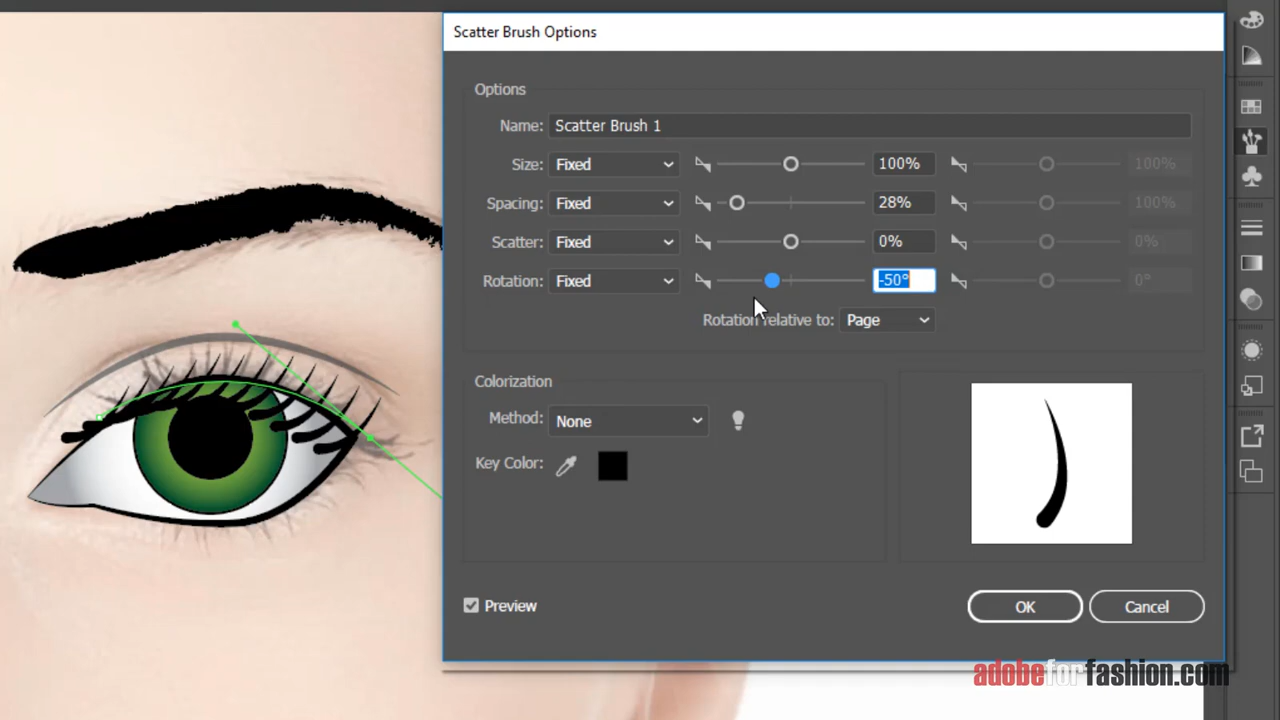 Scatter Brush Options
Options
Name: Scatter Brush 1
Size: Fixed 100% 100%
Spacing: Fixed 28% 100%
Scatter: Fixed 0% 0%
Rotation: Fixed -50° 0°
Rotation relative to: Page
Colorization
Method: None
Key Color:
Preview
OK Cancel
adobeforfashion.com